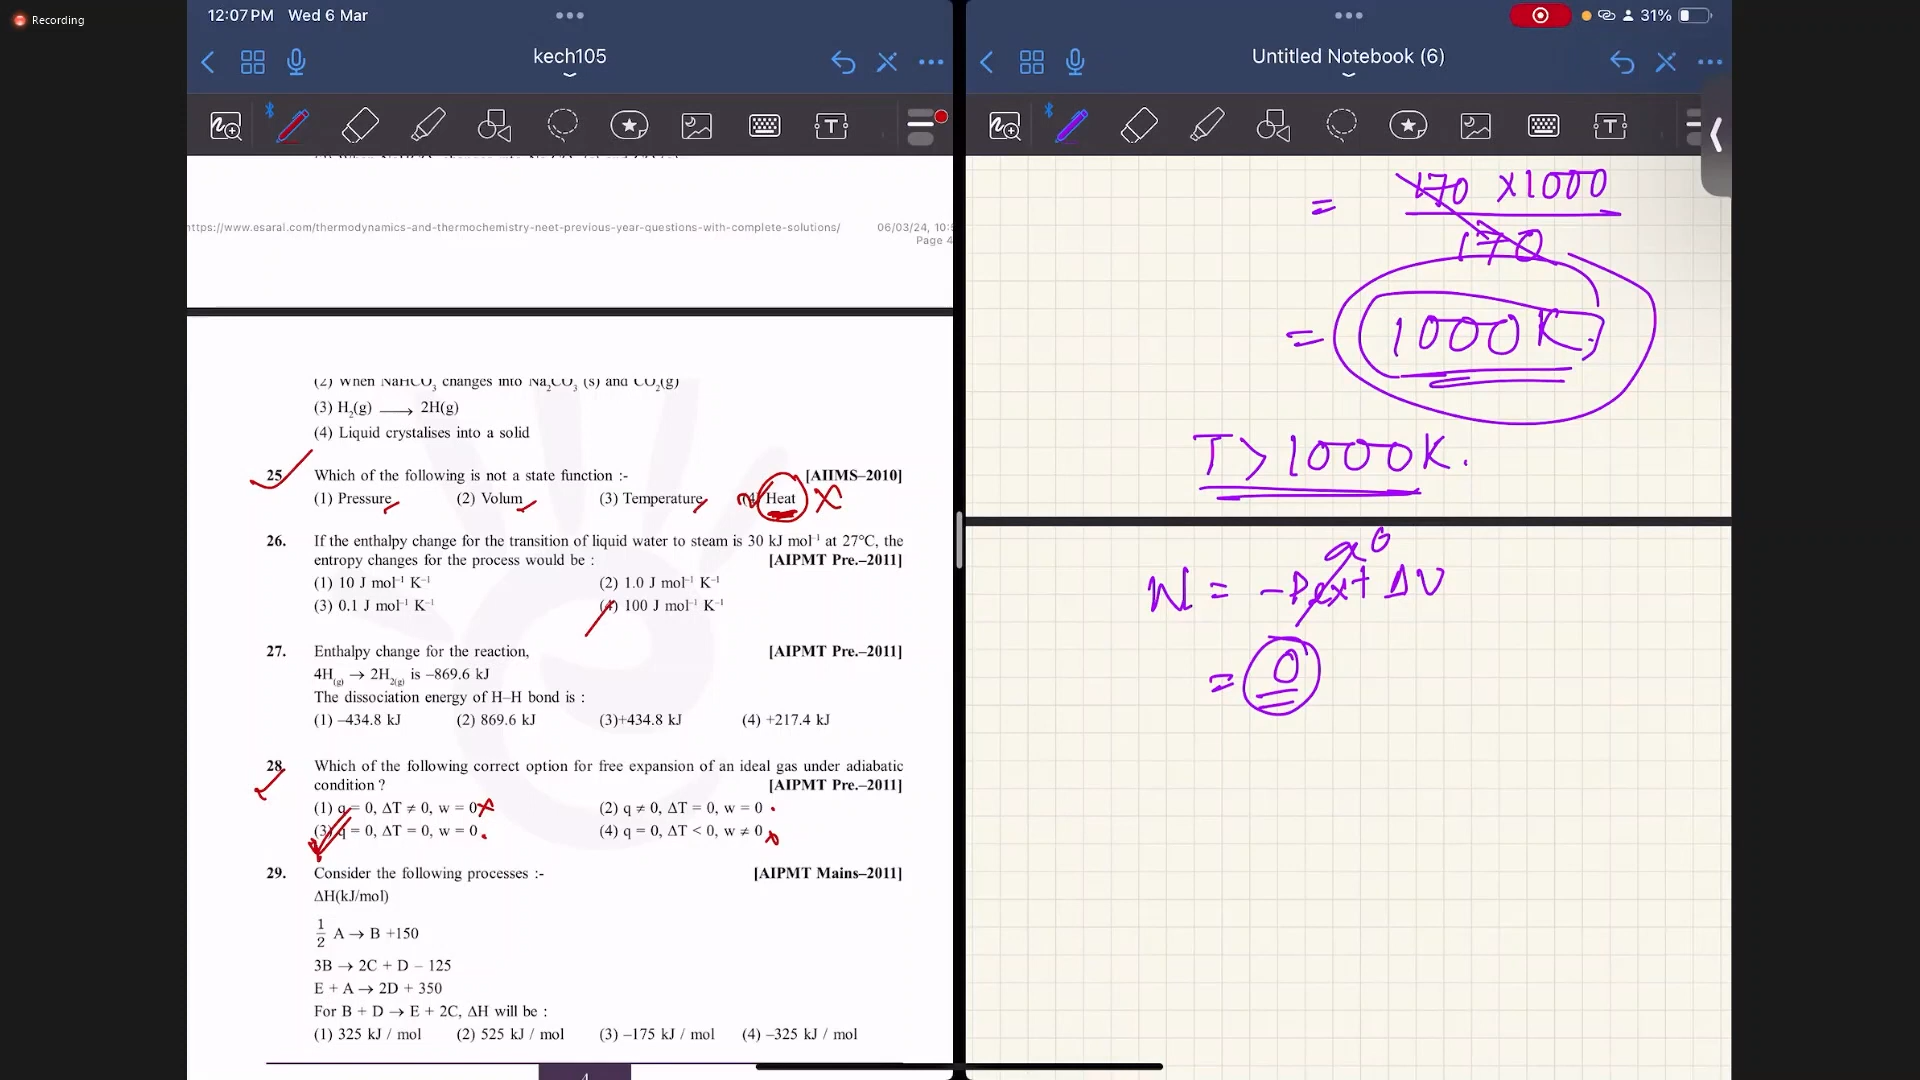 Recording
12:07 PM Wed 6 Mar
31%
kech105
Untitled Notebook (6)
https://www.esaral.com/thermodynamics-and-thermochemistry-neet-previous-year-questions-with-complete-solutions/ 06/03/24, 10:
Page 4
(2) When NaHCO₃ changes into Na₂CO₃ (s) and CO₂(g)
(3) H₂(g) ⟶ 2H(g)
(4) Liquid crystalises into a solid
25. Which of the following is not a state function :- [AIIMS–2010]
(1) Pressure (2) Volum (3) Temperature (4) Heat
26. If the enthalpy change for the transition of liquid water to steam is 30 kJ mol⁻¹ at 27°C, the
entropy changes for the process would be : [AIPMT Pre.–2011]
(1) 10 J mol⁻¹ K⁻¹ (2) 1.0 J mol⁻¹ K⁻¹
(3) 0.1 J mol⁻¹ K⁻¹ (4) 100 J mol⁻¹ K⁻¹
27. Enthalpy change for the reaction, [AIPMT Pre.–2011]
4H(g) → 2H₂(g) is –869.6 kJ
The dissociation energy of H–H bond is :
(1) –434.8 kJ (2) 869.6 kJ (3)+434.8 kJ (4) +217.4 kJ
28. Which of the following correct option for free expansion of an ideal gas under adiabatic
condition ? [AIPMT Pre.–2011]
(1) q = 0, ΔT ≠ 0, w = 0 (2) q ≠ 0, ΔT = 0, w = 0
(3) q = 0, ΔT = 0, w = 0 (4) q = 0, ΔT < 0, w ≠ 0
29. Consider the following processes :- [AIPMT Mains–2011]
ΔH(kJ/mol)
1/2 A → B +150
3B → 2C + D – 125
E + A → 2D + 350
For B + D → E + 2C, ΔH will be :
(1) 325 kJ / mol (2) 525 kJ / mol (3) –175 kJ / mol (4) –325 kJ / mol
= 170 x1000
170
= 1000K.
T > 1000K.
0
W = -Pext ΔV
= 0